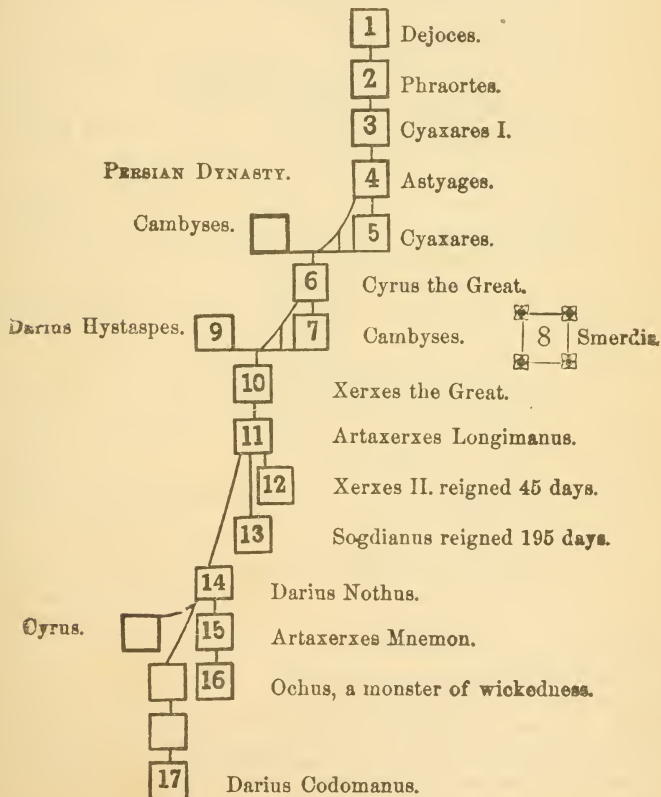 1 Dejoces.
2 Phraortes.
3 Cyaxares I.
PERSIAN DYNASTY.
4 Astyages.
Cambyses.
5 Cyaxares.
6 Cyrus the Great.
Darius Hystaspes. 9 7 Cambyses. 8 Smerdis
10 Xerxes the Great.
11 Artaxerxes Longimanus.
12 Xerxes II. reigned 45 days.
13 Sogdianus reigned 195 days.
14 Darius Nothus.
Cyrus. 15 Artaxerxes Mnemon.
16 Ochus, a monster of wickedness.
17 Darius Codomanus.